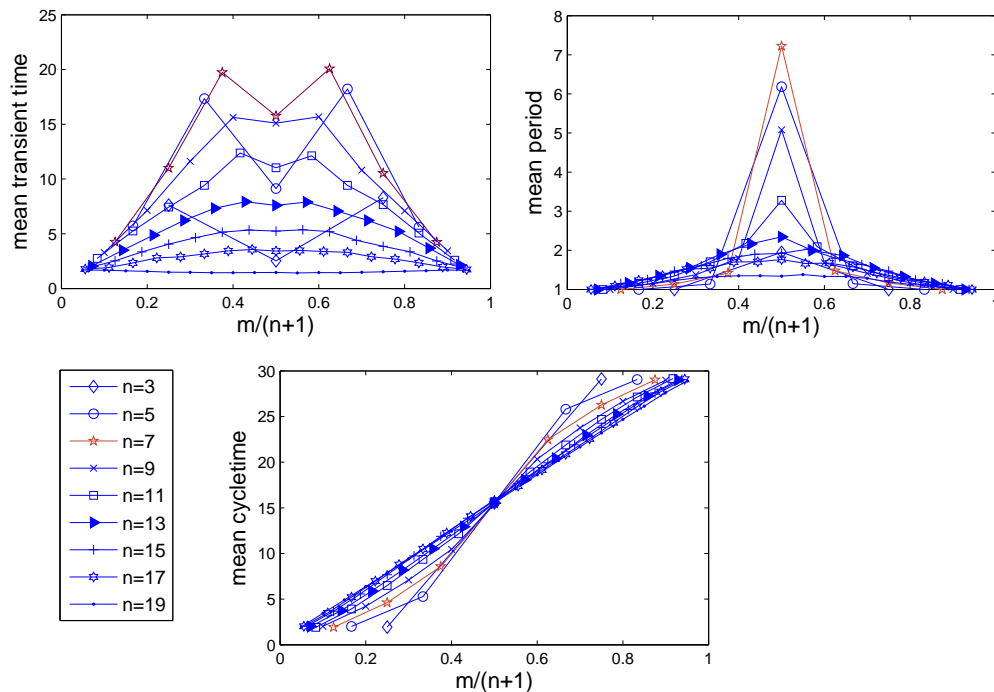 mean transient time
25
20
15
10
5
0
0 0.2 0.4 0.6 0.8 1
m/(n+1)
mean period
8
7
6
5
4
3
2
1
0 0.2 0.4 0.6 0.8 1
m/(n+1)
n=3
n=5
n=7
n=9
n=11
n=13
n=15
n=17
n=19
mean cycletime
30
25
20
15
10
5
0
0 0.2 0.4 0.6 0.8 1
m/(n+1)